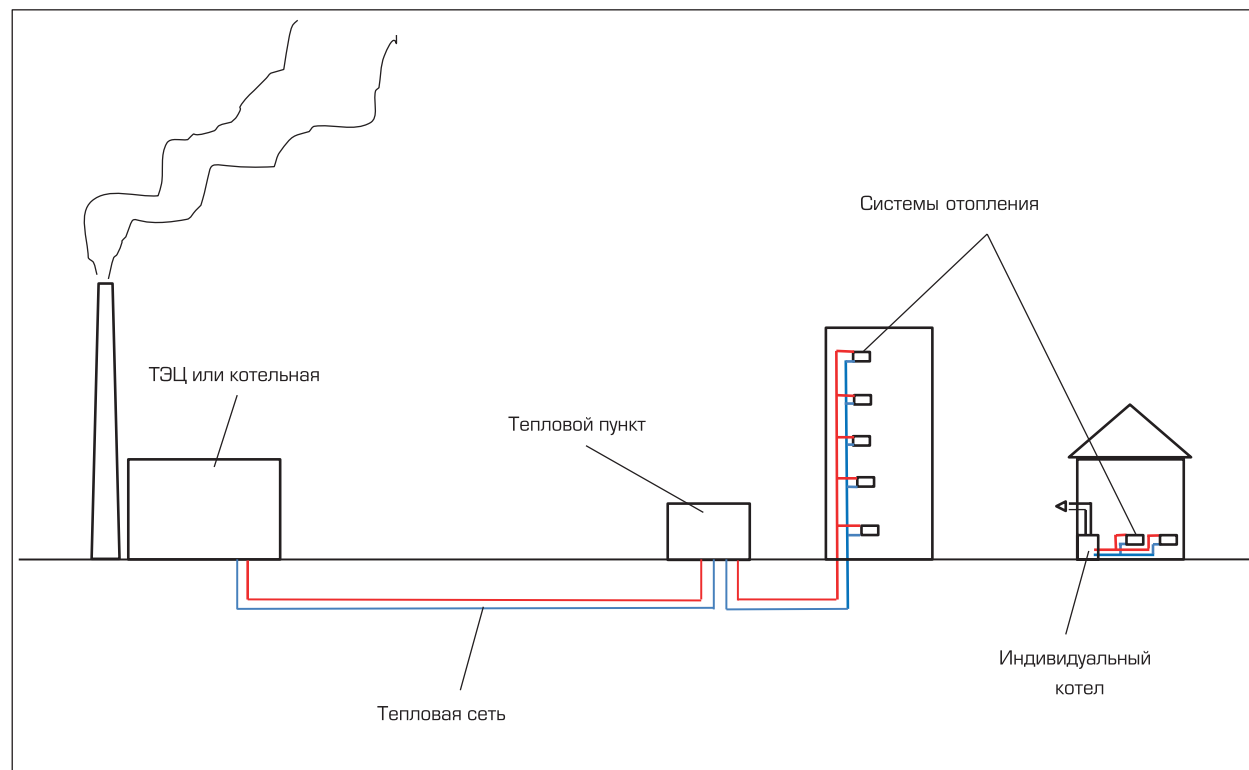 Системы отопления
ТЭЦ или котельная
Тепловой пункт
Индивидуальный
котел
Тепловая сеть